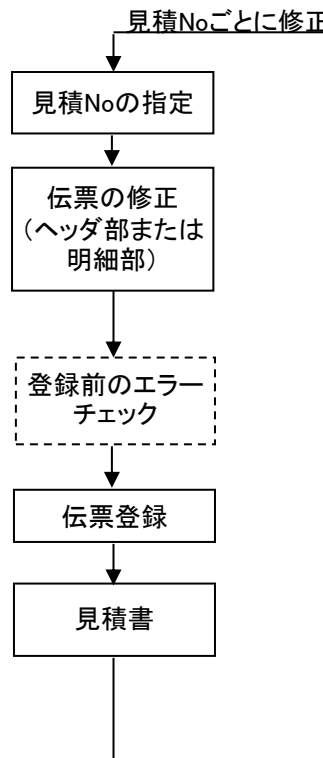 見積Noごとに修正
見積Noの指定
伝票の修正
（ヘッダ部または
明細部）
登録前のエラー
チェック
伝票登録
見積書